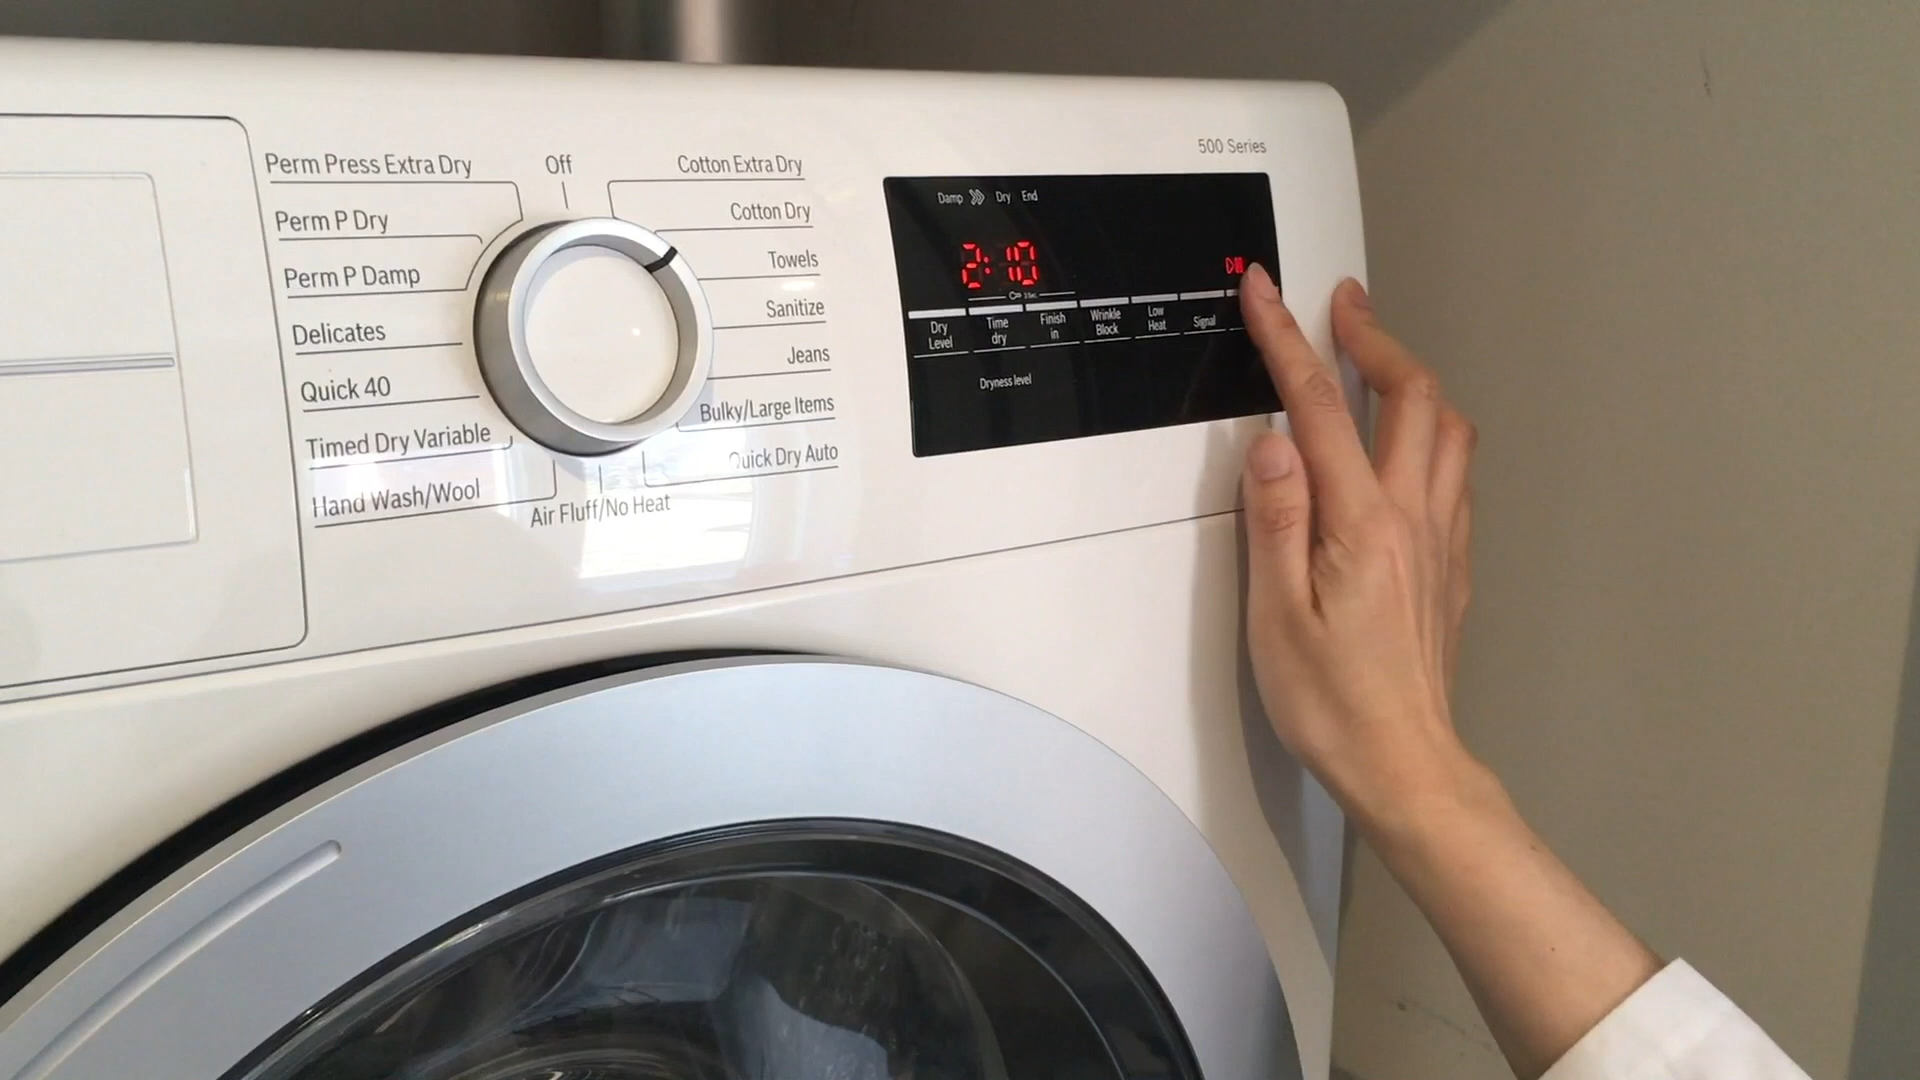 Perm Press Extra Dry
Perm P Dry
Perm P Damp
Delicates
Quick 40
Timed Dry Variable
Hand Wash/Wool
Off
Air Fluff/No Heat
Cotton Extra Dry
Cotton Dry
Towels
Sanitize
Jeans
Bulky/Large Items
Quick Dry Auto
500 Series
Damp Dry End
2:10
Dry Level
Time dry
Finish in
Wrinkle Block
Low Heat
Signal
Dryness level